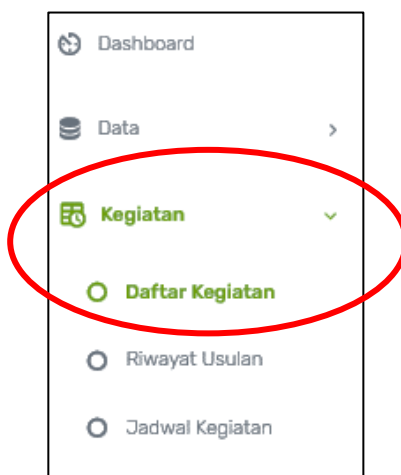 Dashboard
Data
Kegiatan
Daftar Kegiatan
Riwayat Usulan
Jadwal Kegiatan